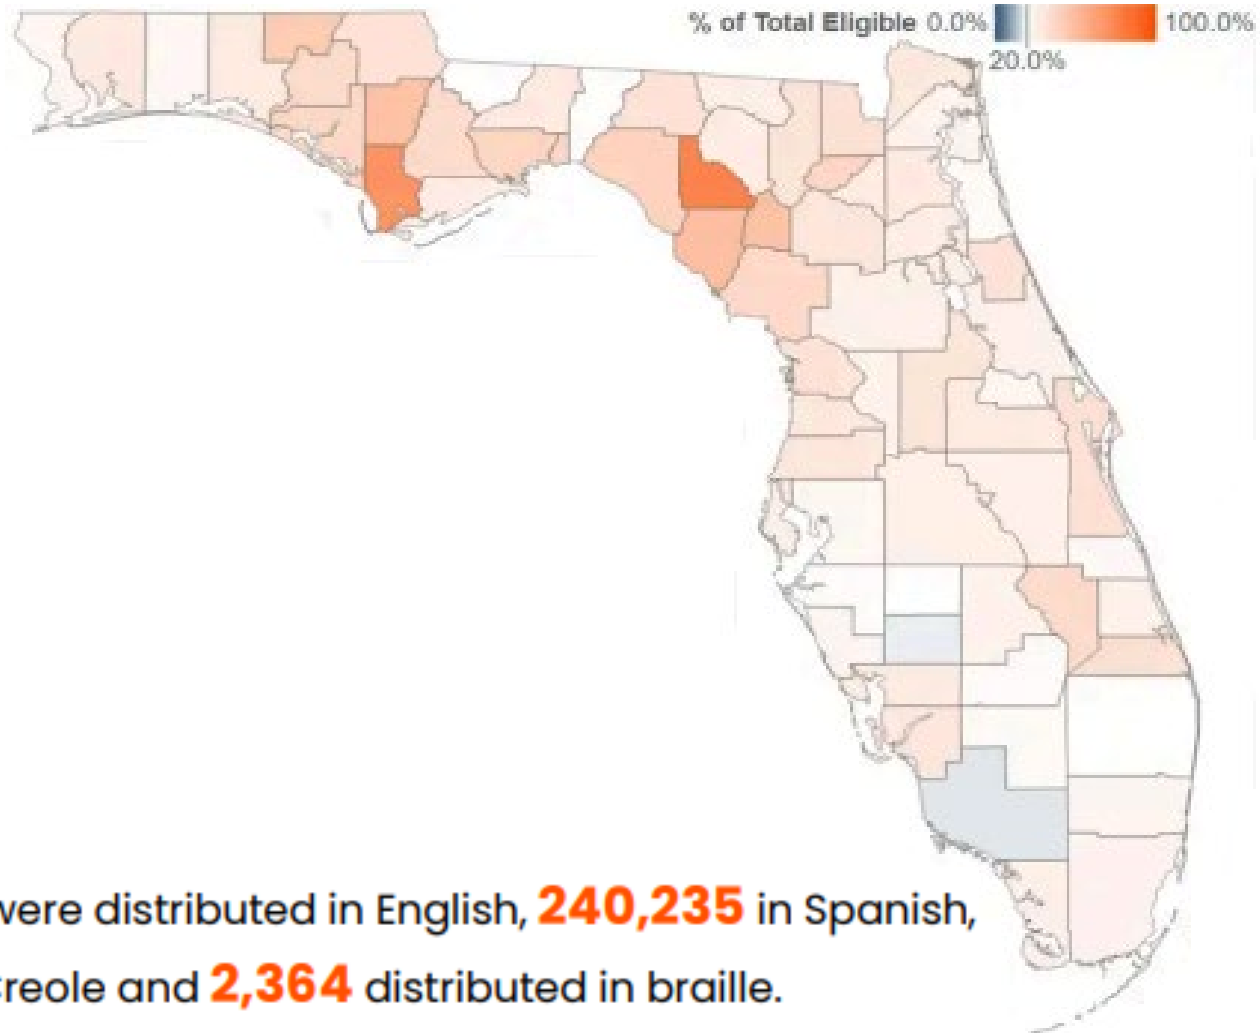 % of Total Eligible 0.0% 100.0%
20.0%
were distributed in English, 240,235 in Spanish,
Creole and 2,364 distributed in braille.